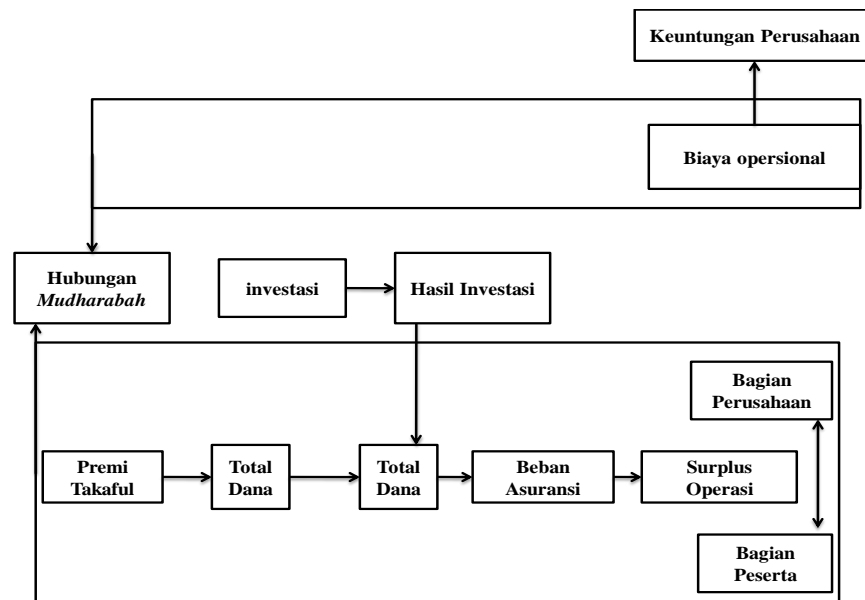 Keuntungan Perusahaan
Biaya opersional
Hubungan
Mudharabah
investasi
Hasil Investasi
Bagian
Perusahaan
Premi
Takaful
Total
Dana
Total
Dana
Beban
Asuransi
Surplus
Operasi
Bagian
Peserta